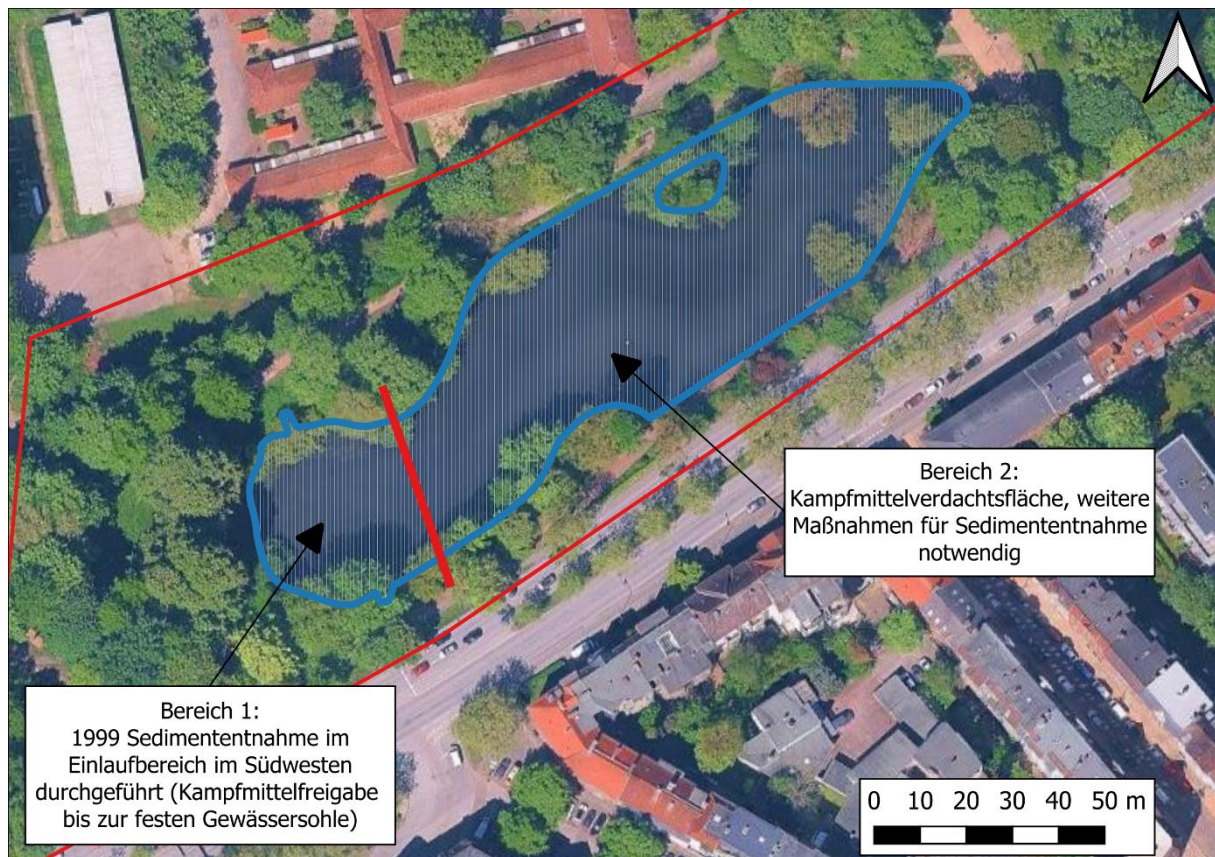 Bereich 2:
Kampfmittelverdachtsfläche, weitere
Maßnahmen für Sedimententnahme
notwendig
Bereich 1:
1999 Sedimententnahme im
Einlaufbereich im Südwesten
durchgeführt (Kampfmittelfreigabe
bis zur festen Gewässersohle)
0 10 20 30 40 50 m